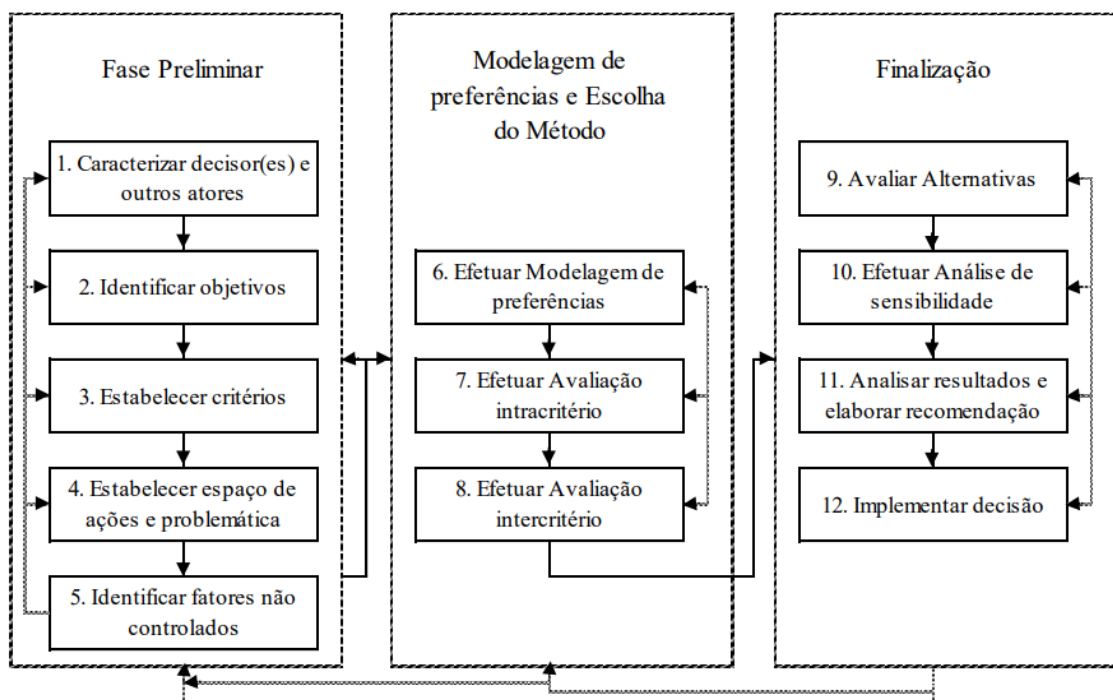 Fase Preliminar
1. Caracterizar decisor(es) e
outros atores
2. Identificar objetivos
3. Estabelecer critérios
4. Estabelecer espaço de
ações e problemática
5. Identificar fatores não
controlados
Modelagem de
preferências e Escolha
do Método
6. Efetuar Modelagem de
preferências
7. Efetuar Avaliação
intracritério
8. Efetuar Avaliação
intercritério
Finalização
9. Avaliar Alternativas
10. Efetuar Análise de
sensibilidade
11. Analisar resultados e
elaborar recomendação
12. Implementar decisão